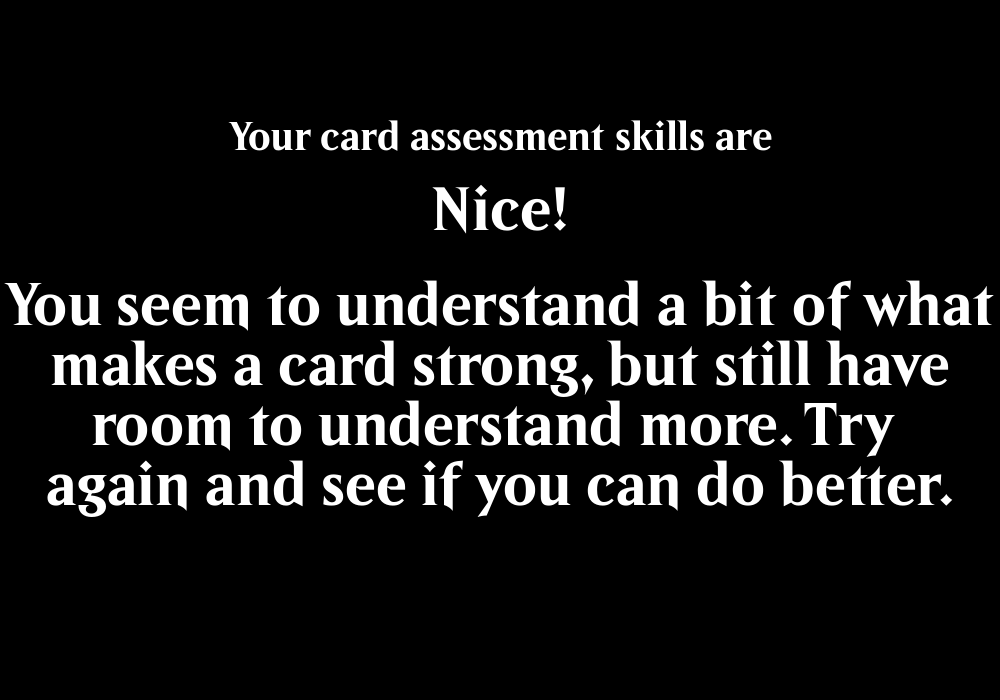 Your card assessment skills are
Nice!
You seem to understand a bit of what
makes a card strong, but still have
room to understand more. Try
again and see if you can do better.